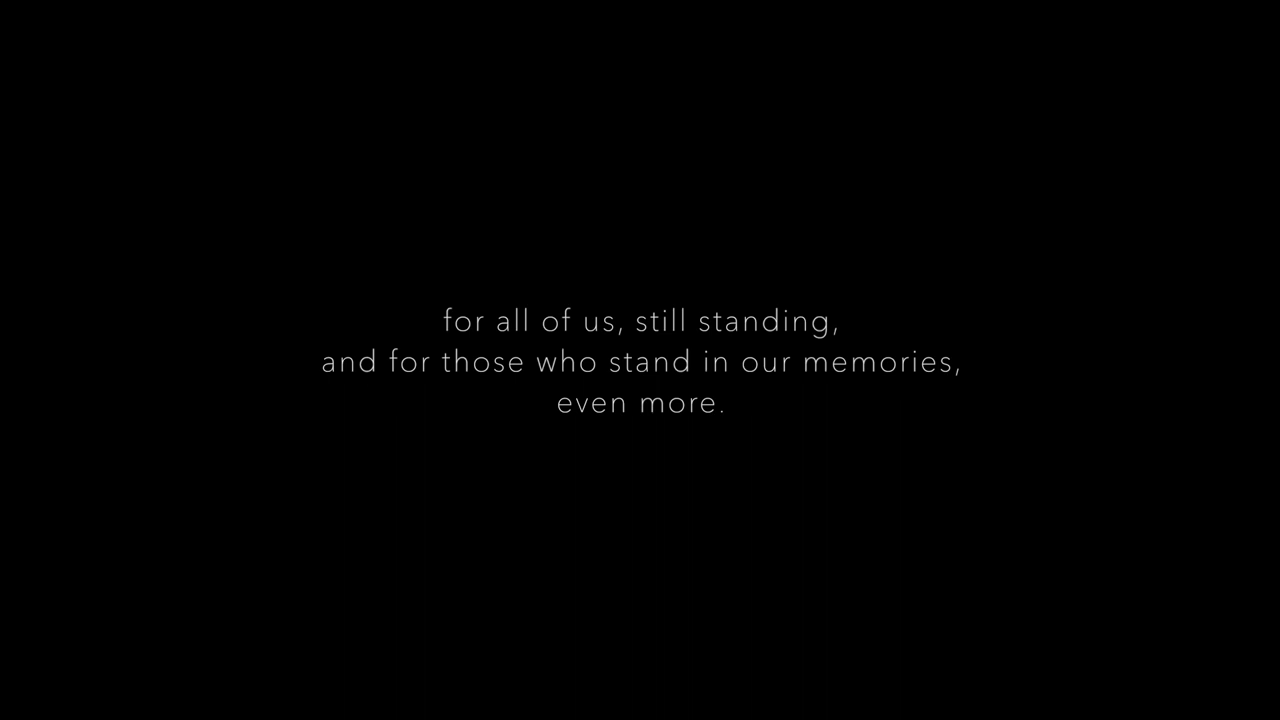 for all of us, still standing,
and for those who stand in our memories,
even more.